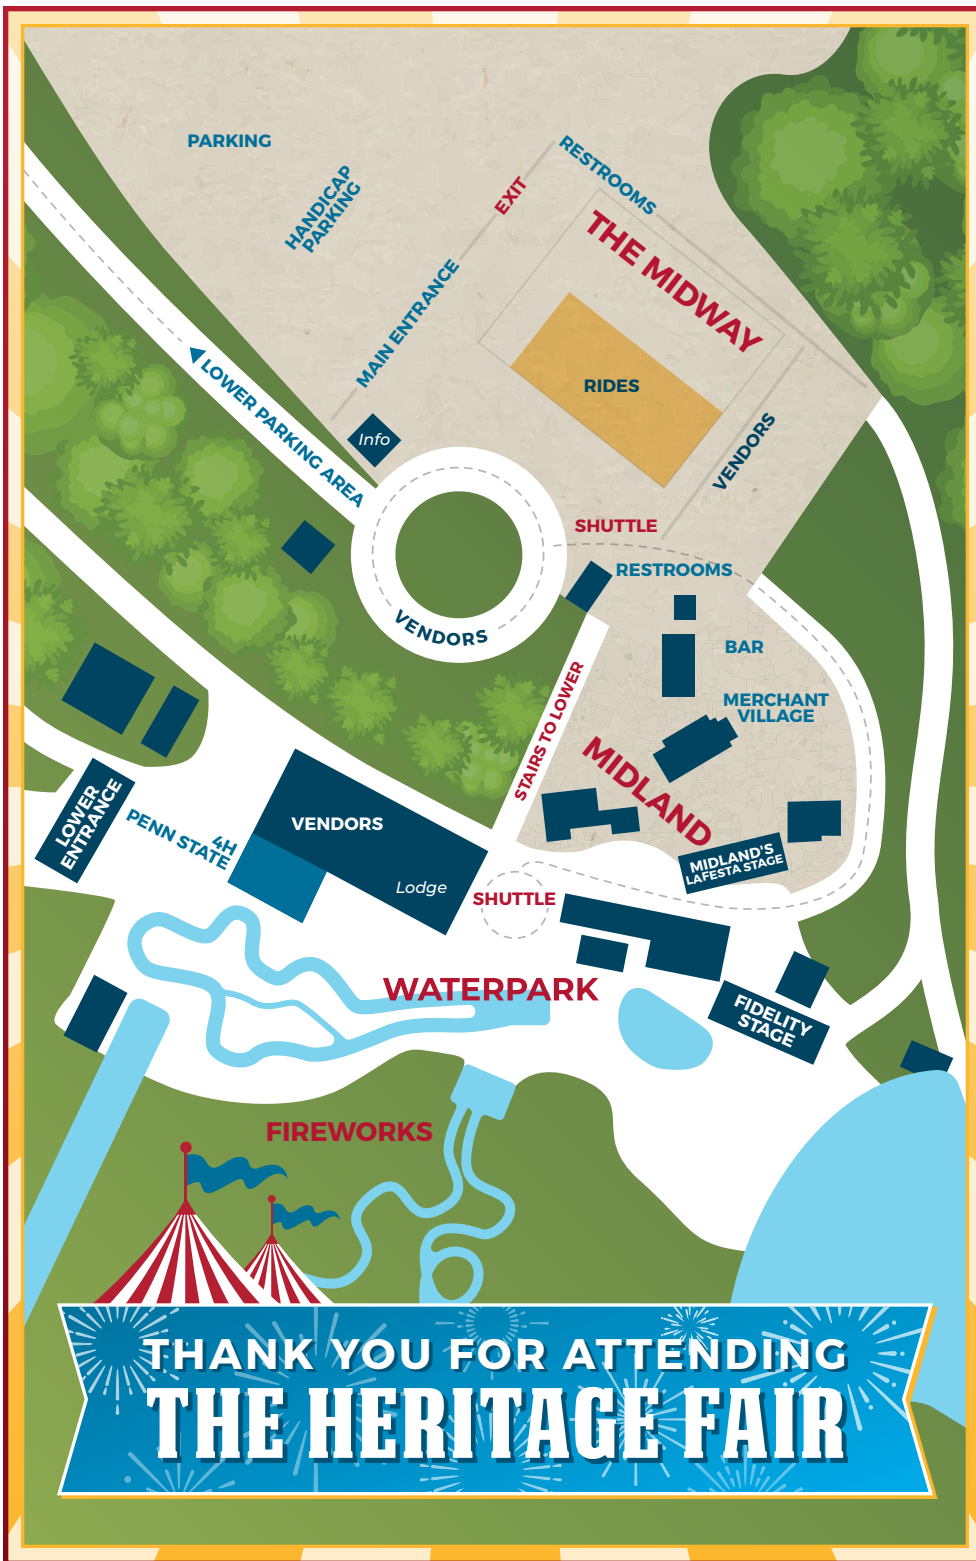 PARKING
HANDICAP
PARKING
EXIT
RESTROOMS
THE MIDWAY
MAIN ENTRANCE
RIDES
LOWER PARKING AREA
Info
VENDORS
SHUTTLE
RESTROOMS
VENDORS
BAR
STAIRS TO LOWER
MERCHANT
VILLAGE
MIDLAND
LOWER
ENTRANCE
PENN STATE
4H
VENDORS
Lodge
MIDLAND'S
LAFESTA STAGE
SHUTTLE
WATERPARK
FIDELITY
STAGE
FIREWORKS
THANK YOU FOR ATTENDING
THE HERITAGE FAIR